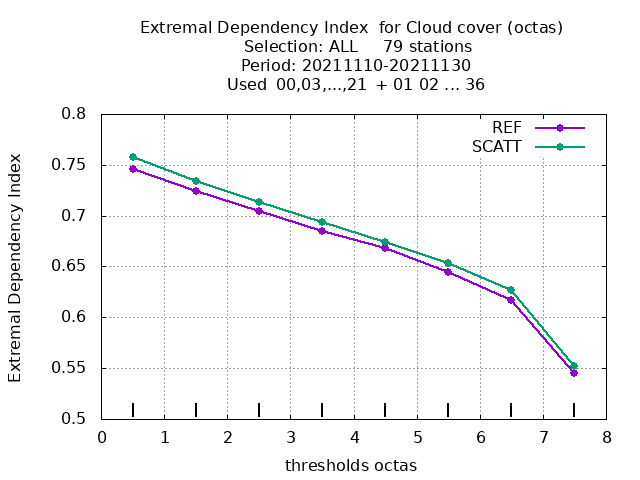 Extremal Dependency Index  for Cloud cover (octas)
Selection: ALL     79 stations
Period: 20211110-20211130
Used  00,03,...,21  + 01 02 ... 36
REF
SCATT
Extremal Dependency Index
0.8
0.75
0.7
0.65
0.6
0.55
0.5
0 1 2 3 4 5 6 7 8
thresholds octas